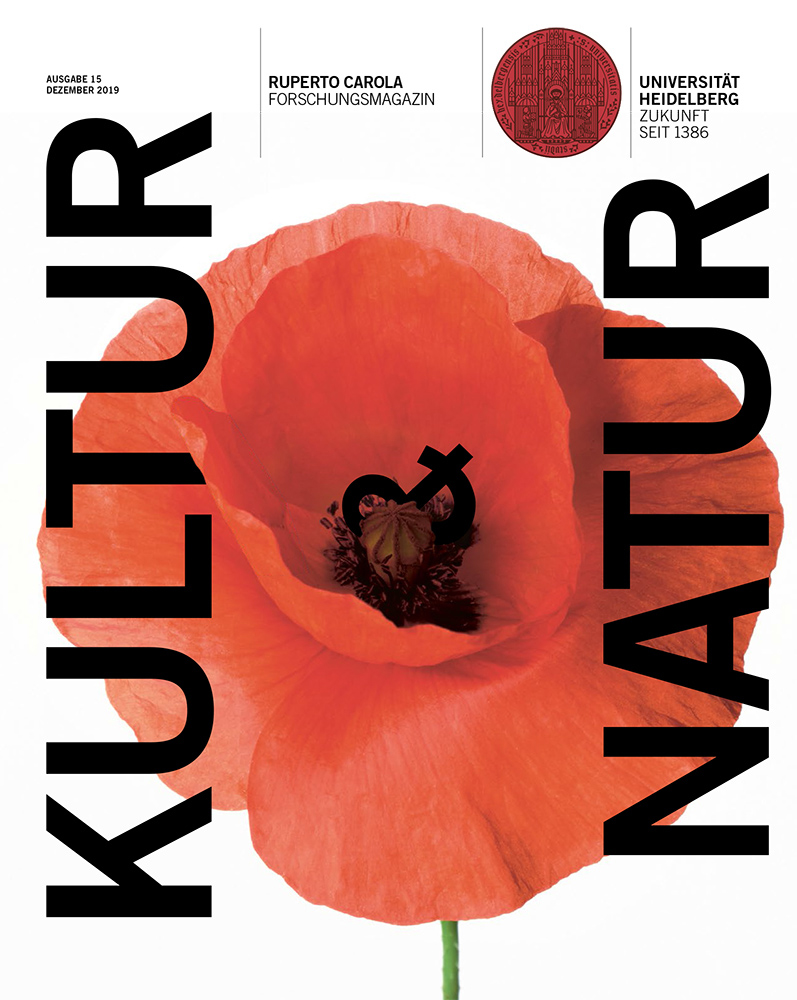 AUSGABE 15
DEZEMBER 2019
RUPERTO CAROLA
FORSCHUNGSMAGAZIN
UNIVERSITÄT
HEIDELBERG
ZUKUNFT
SEIT 1386
KULTUR
&
NATUR